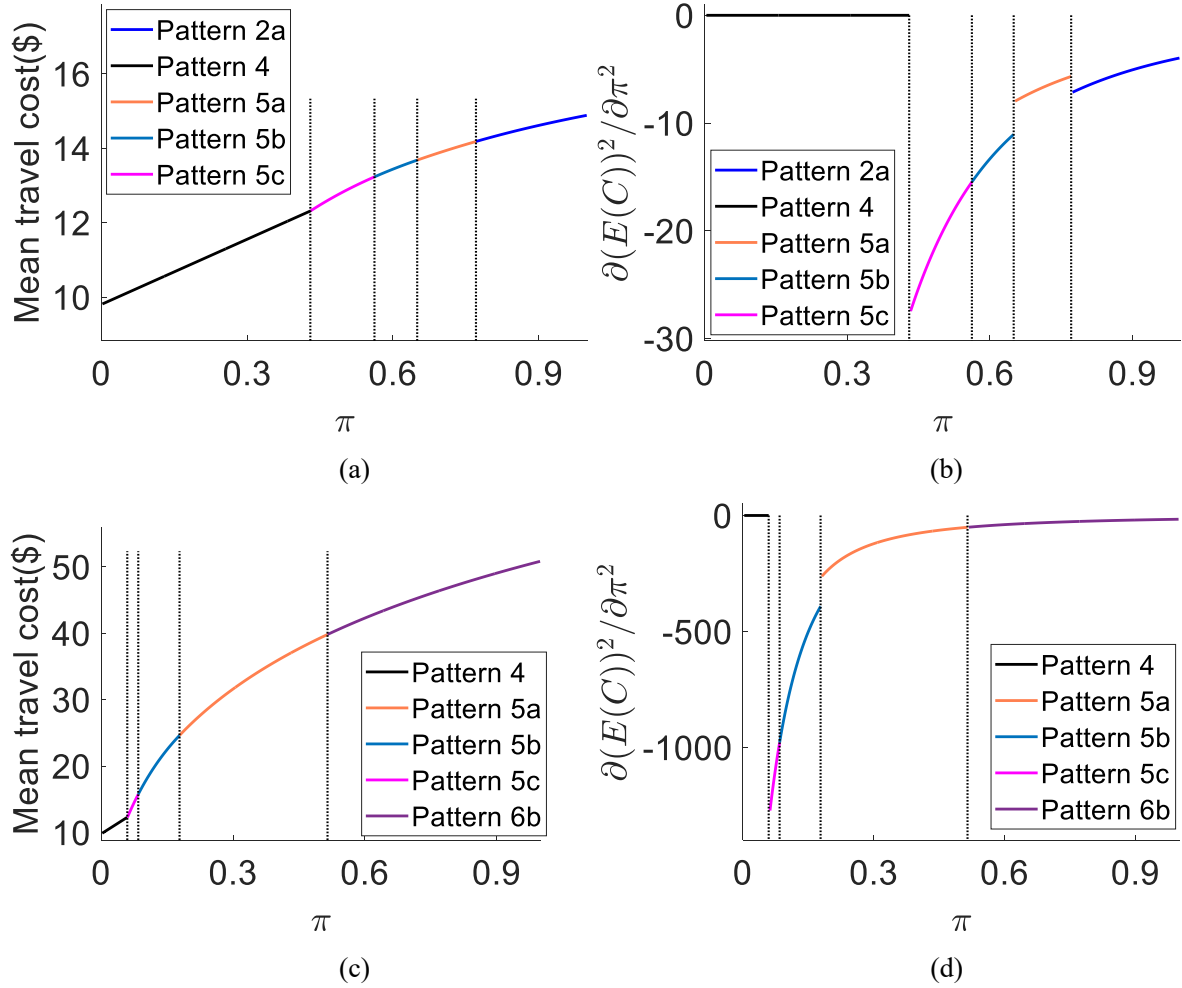 Mean travel cost($)
16
14
12
10
0
0.3
0.6
0.9
π
Pattern 2a
Pattern 4
Pattern 5a
Pattern 5b
Pattern 5c
(a)
∂(E(C))²/∂π²
0
-10
-20
-30
0
0.3
0.6
0.9
π
Pattern 2a
Pattern 4
Pattern 5a
Pattern 5b
Pattern 5c
(b)
Mean travel cost($)
50
40
30
20
10
0
0.3
0.6
0.9
π
Pattern 4
Pattern 5a
Pattern 5b
Pattern 5c
Pattern 6b
(c)
∂(E(C))²/∂π²
0
-500
-1000
0
0.3
0.6
0.9
π
Pattern 4
Pattern 5a
Pattern 5b
Pattern 5c
Pattern 6b
(d)